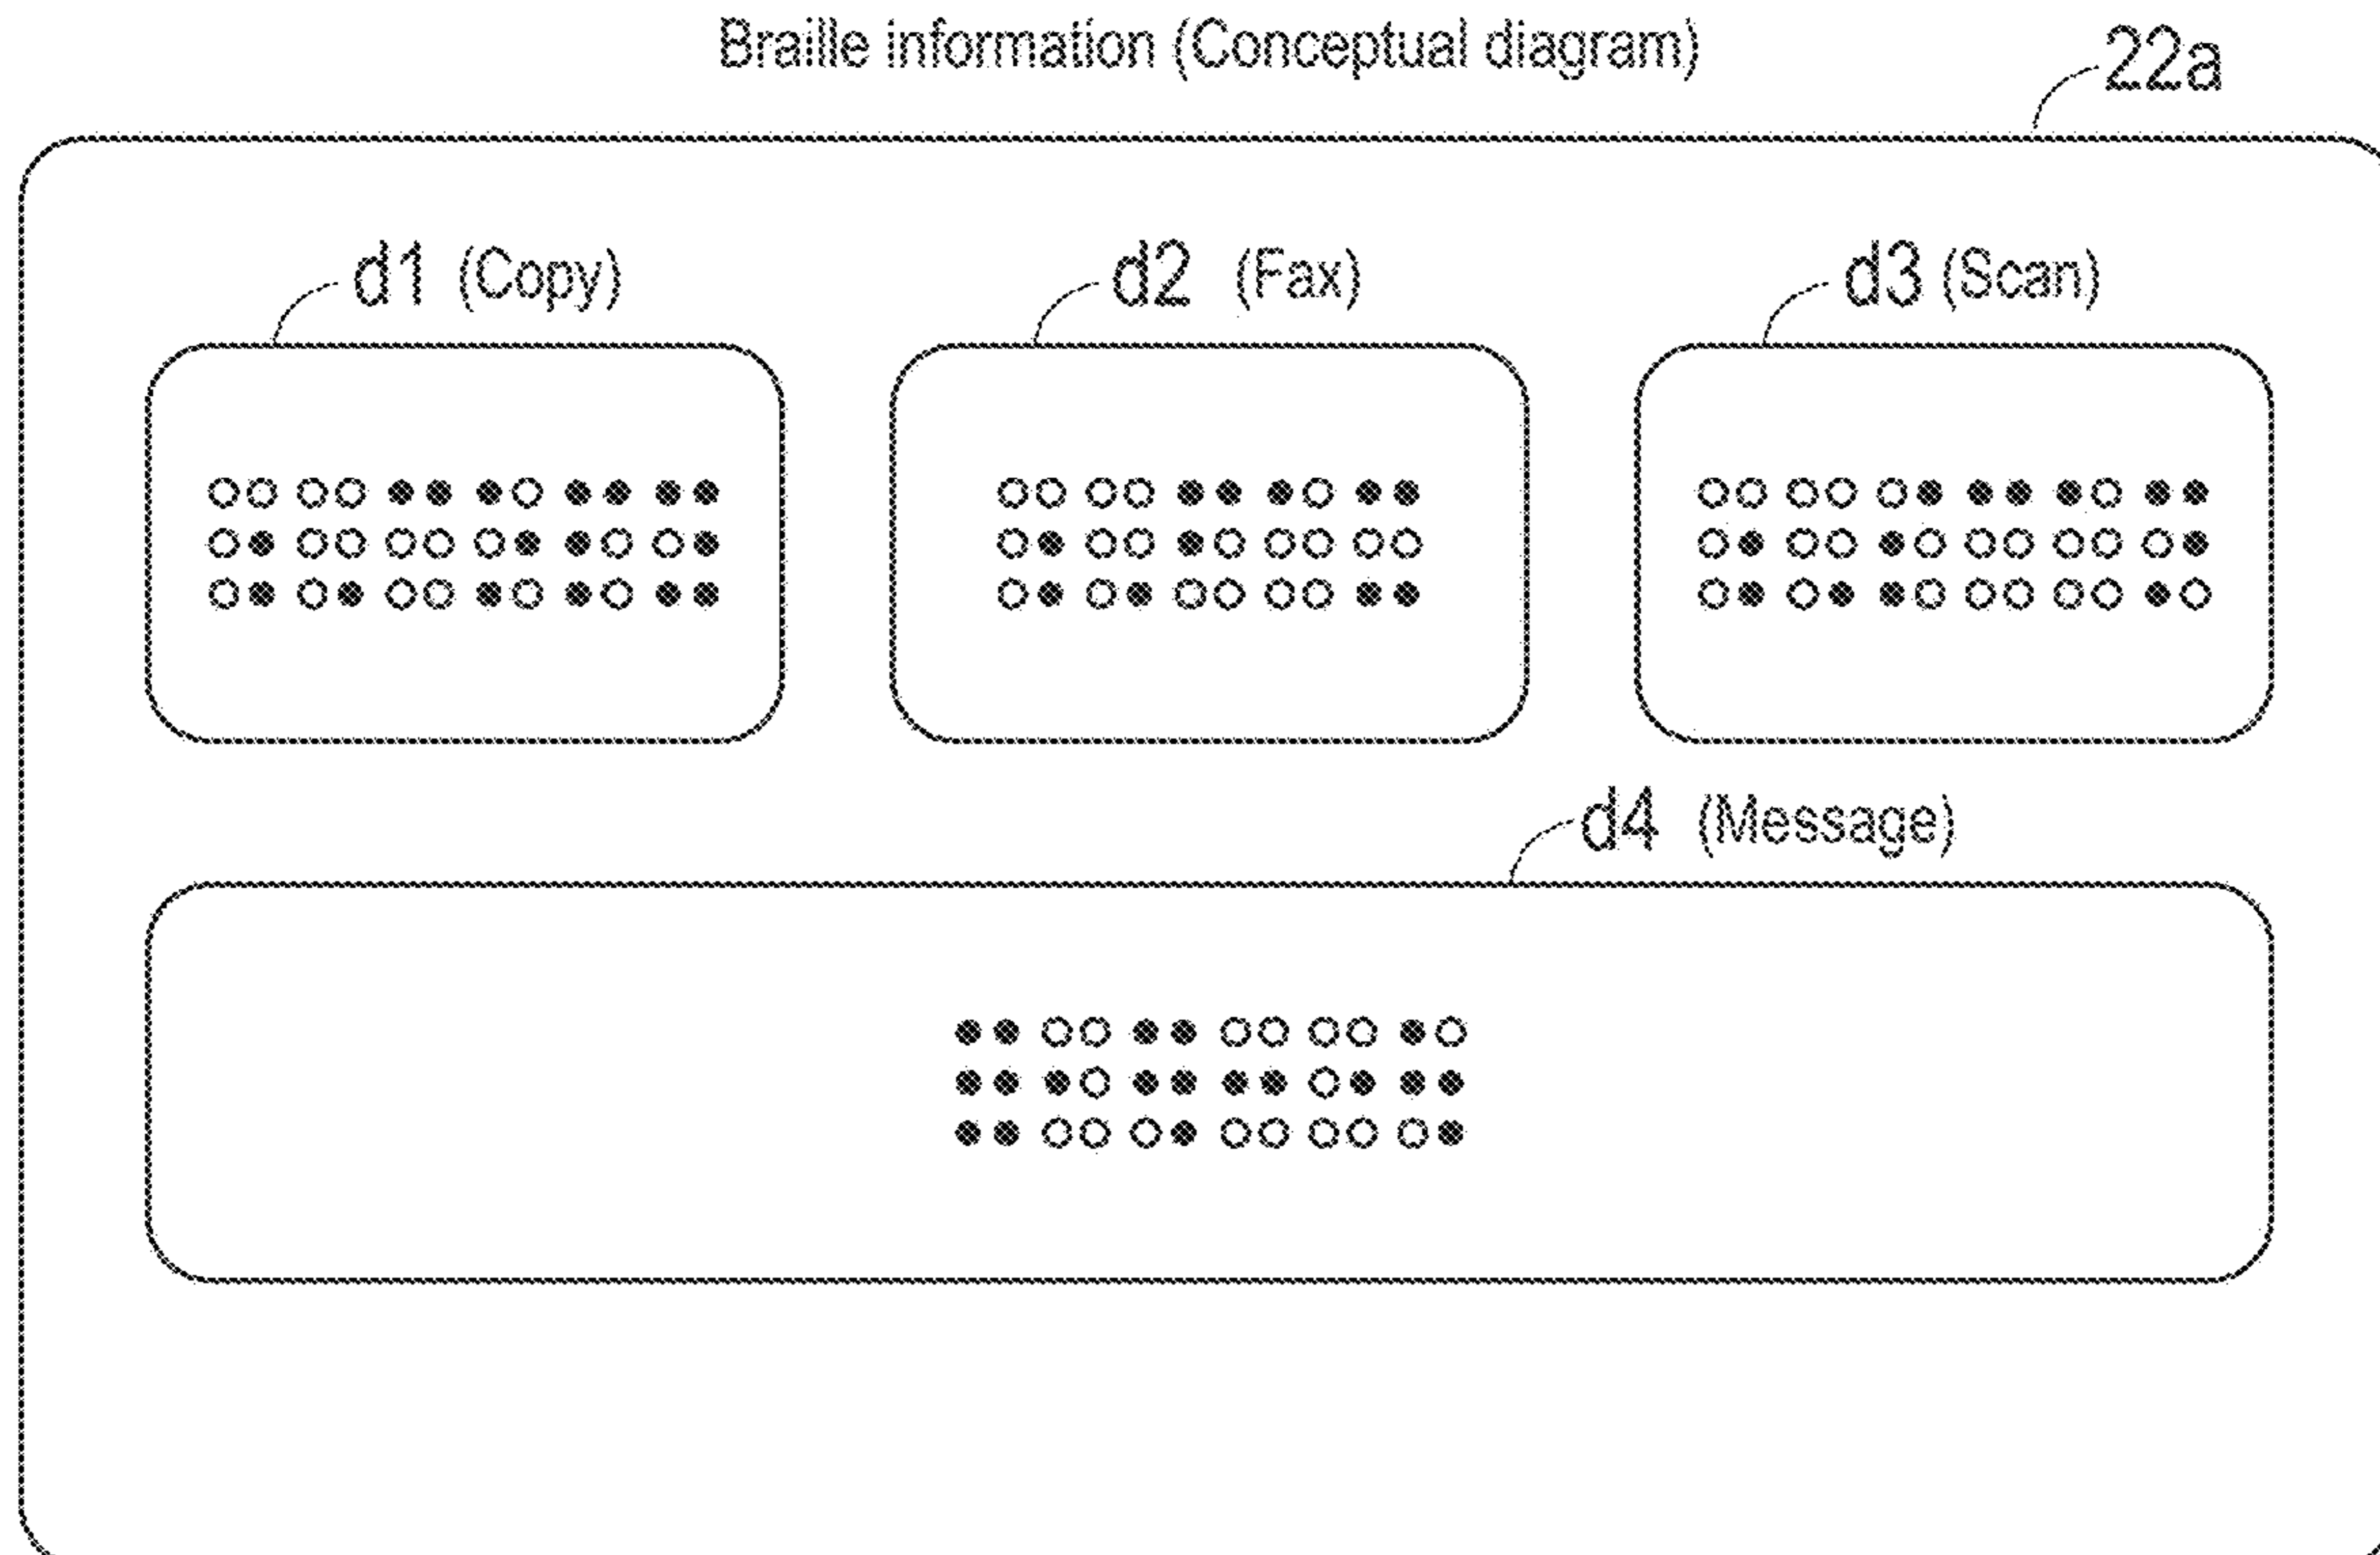 Braille information (Conceptual diagram)
22a
d1 (Copy)
d2 (Fax)
d3 (Scan)
⠰⠠⠉⠕⠏⠽
⠰⠠⠋⠁⠭
⠰⠠⠎⠉⠁⠝
d4 (Message)
⠿⠂⠻⠒⠐⠳